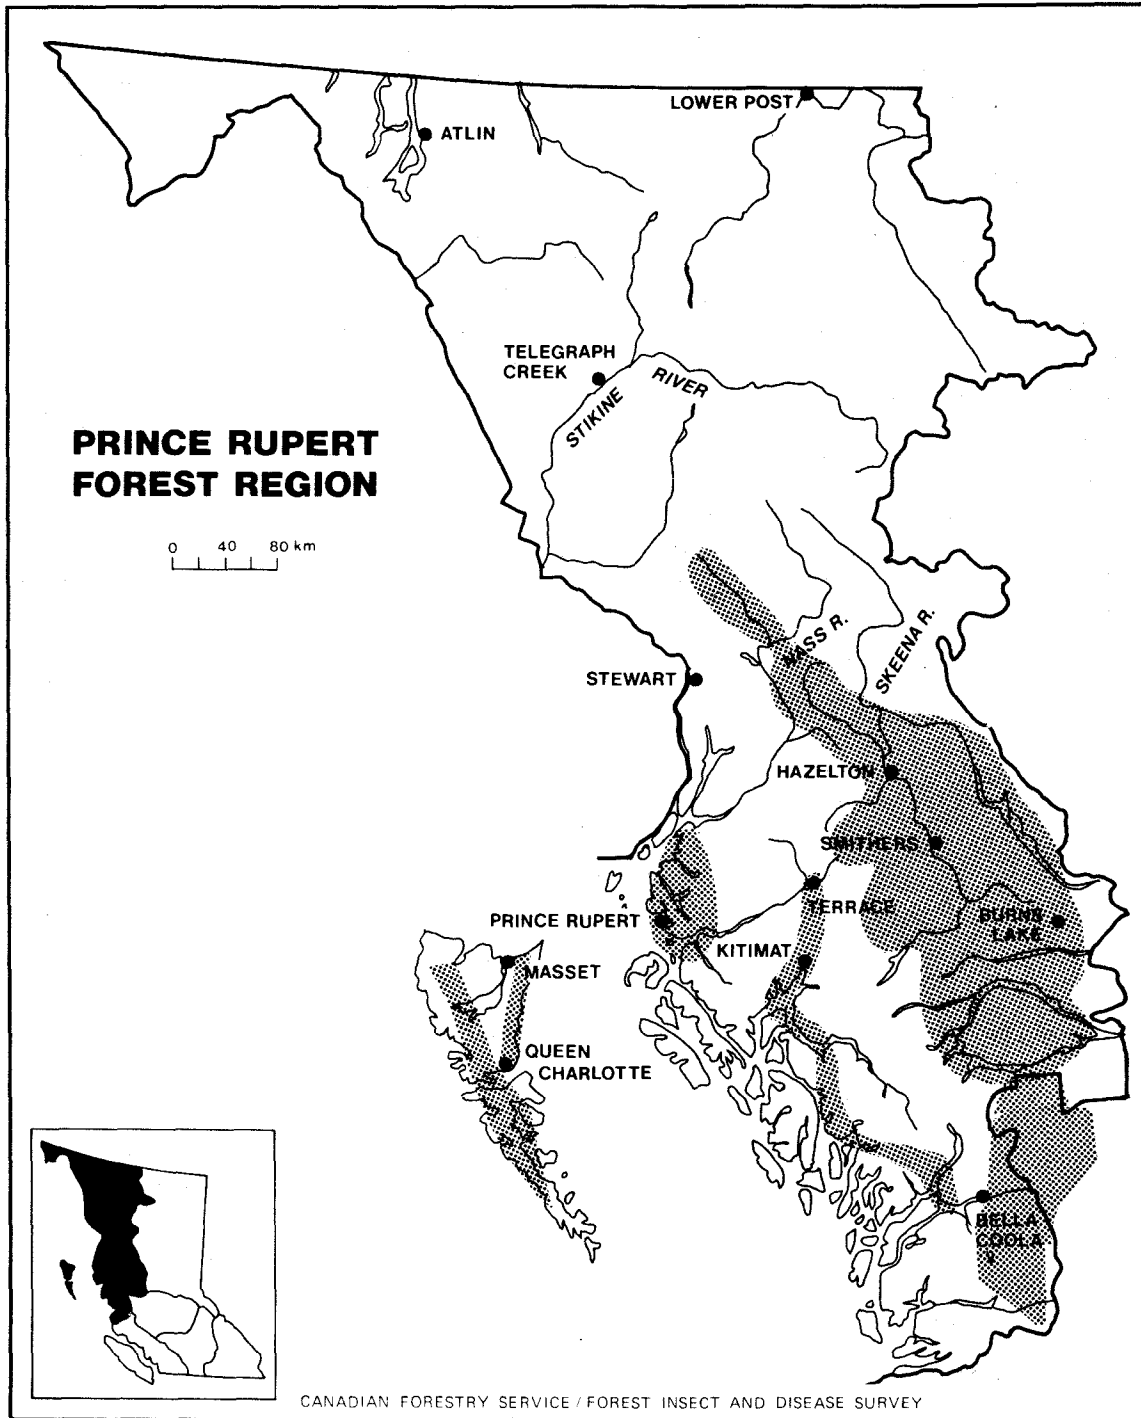 LOWER POST
ATLIN
TELEGRAPH
CREEK
STIKINE
RIVER
PRINCE RUPERT
FOREST REGION
0 40 80 km
NASS R.
SKEENA R.
STEWART
HAZELTON
SMITHERS
TERRACE
PRINCE RUPERT
BURNS
LAKE
KITIMAT
MASSET
QUEEN
CHARLOTTE
BELLA
COOLA
CANADIAN FORESTRY SERVICE / FOREST INSECT AND DISEASE SURVEY